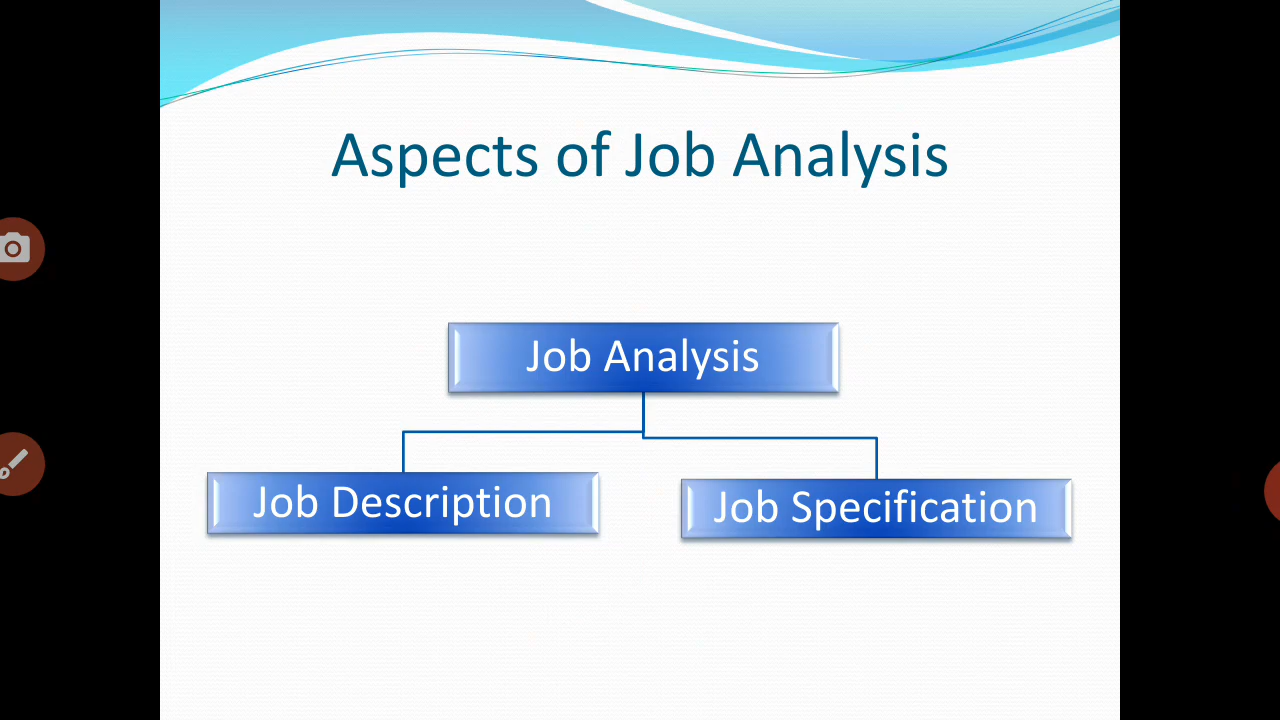 Aspects of Job Analysis
Job Analysis
Job Description
Job Specification